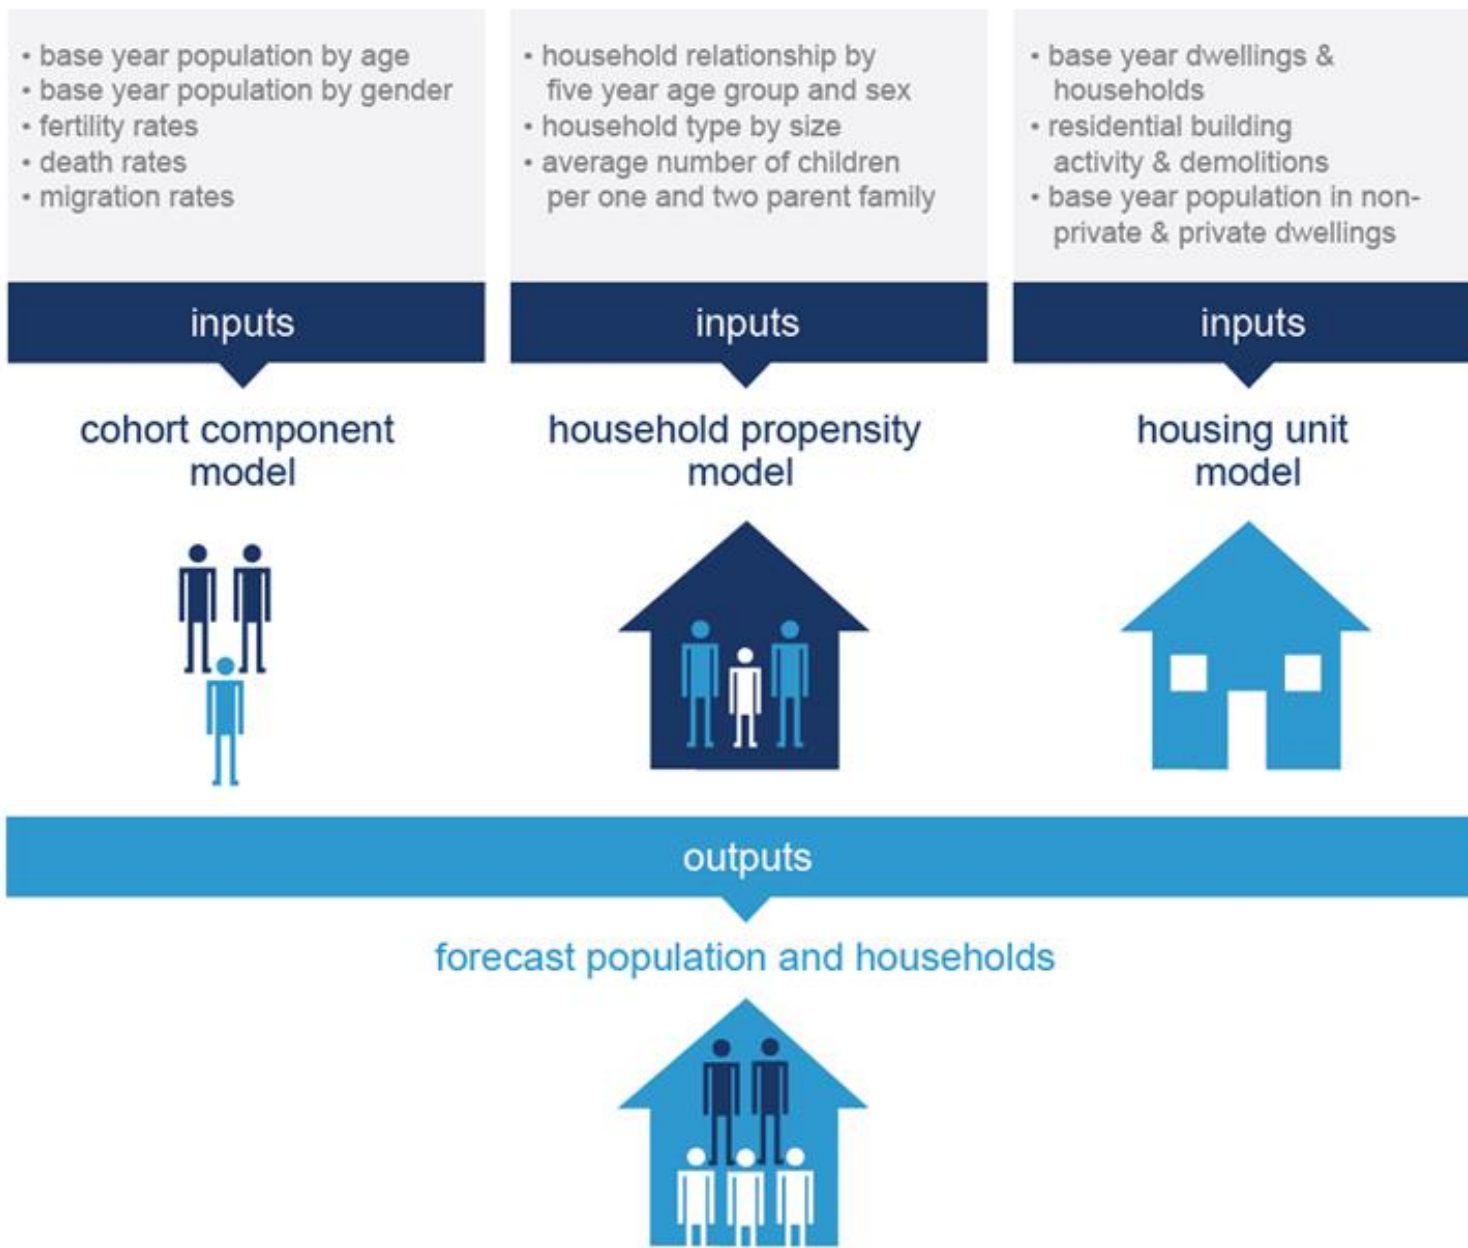 • base year population by age
• base year population by gender
• fertility rates
• death rates
• migration rates
• household relationship by
five year age group and sex
• household type by size
• average number of children
per one and two parent family
• base year dwellings &
households
• residential building
activity & demolitions
• base year population in non-
private & private dwellings
inputs
inputs
inputs
cohort component
model
household propensity
model
housing unit
model
outputs
forecast population and households